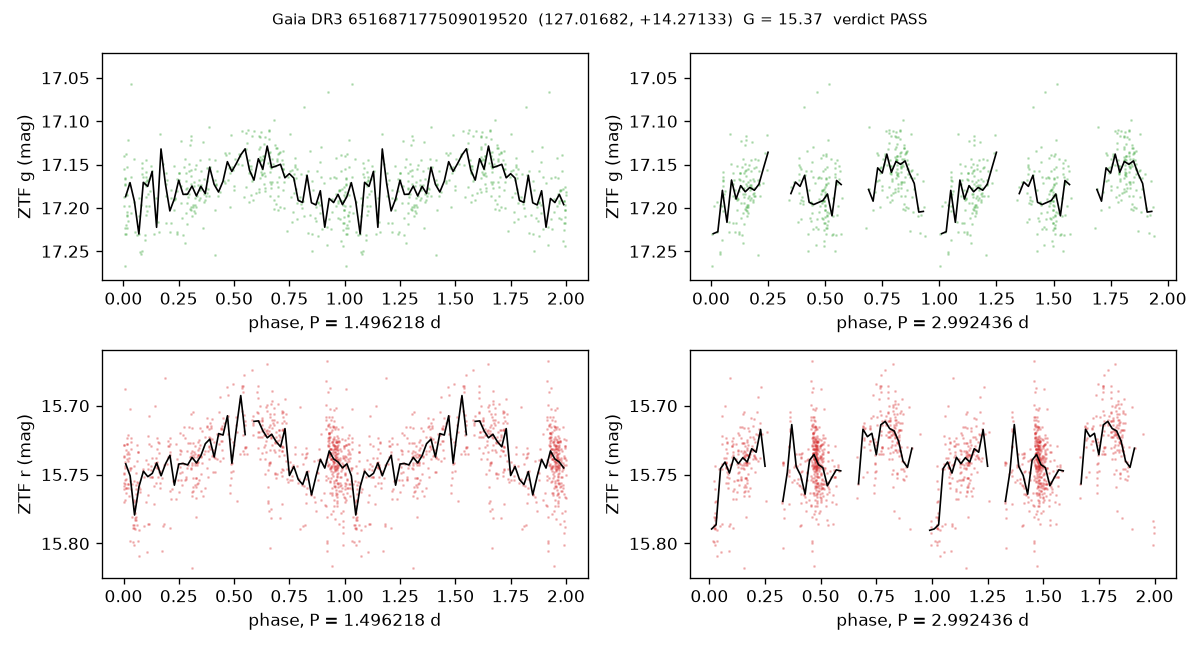 Gaia DR3 651687177509019520 (127.01682, +14.27133) G = 15.37 verdict PASS
ZTF g (mag)
17.05
17.10
17.15
17.20
17.25
0.00 0.25 0.50 0.75 1.00 1.25 1.50 1.75 2.00
phase, P = 1.496218 d
ZTF g (mag)
17.05
17.10
17.15
17.20
17.25
0.00 0.25 0.50 0.75 1.00 1.25 1.50 1.75 2.00
phase, P = 2.992436 d
ZTF r (mag)
15.70
15.75
15.80
0.00 0.25 0.50 0.75 1.00 1.25 1.50 1.75 2.00
phase, P = 1.496218 d
ZTF r (mag)
15.70
15.75
15.80
0.00 0.25 0.50 0.75 1.00 1.25 1.50 1.75 2.00
phase, P = 2.992436 d